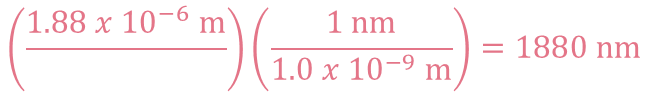 (1.88 x 10⁻⁶ m / )(1 nm / 1.0 x 10⁻⁹ m) = 1880 nm